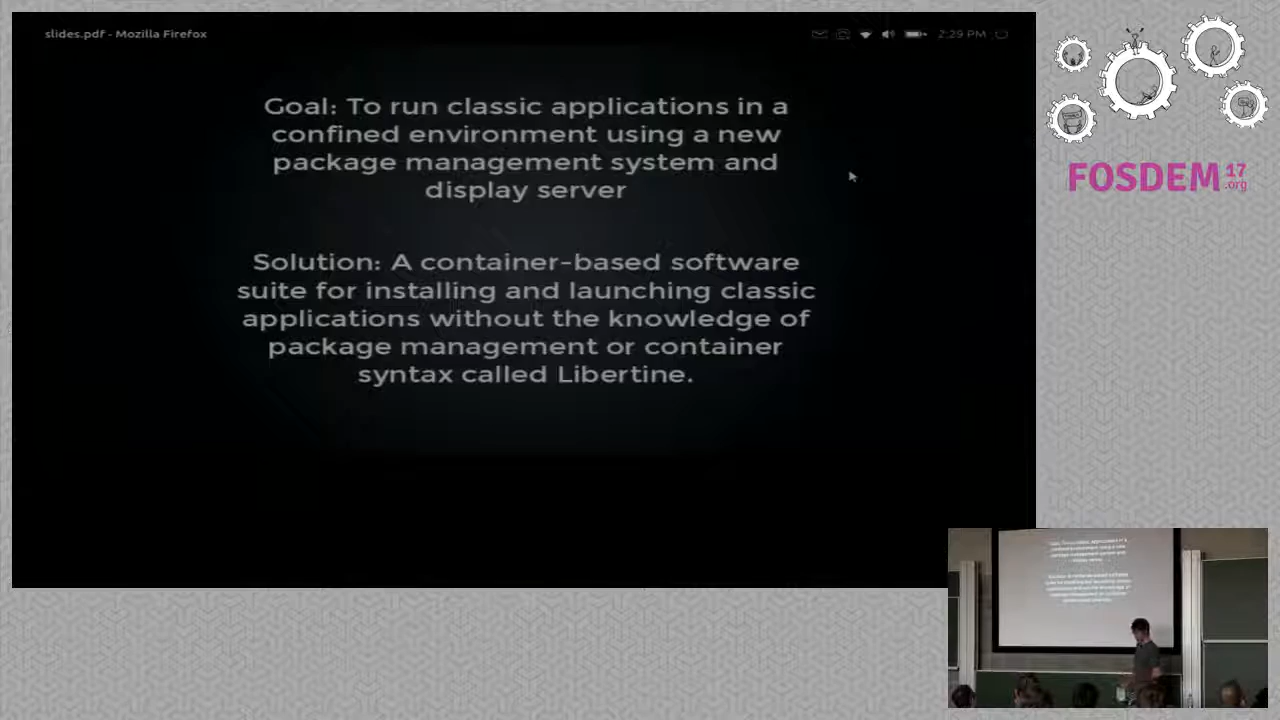 slides.pdf - Mozilla Firefox
2:29 PM
Goal: To run classic applications in a
confined environment using a new
package management system and
display server
Solution: A container-based software
suite for installing and launching classic
applications without the knowledge of
package management or container
syntax called Libertine.
FOSDEM 17
.org